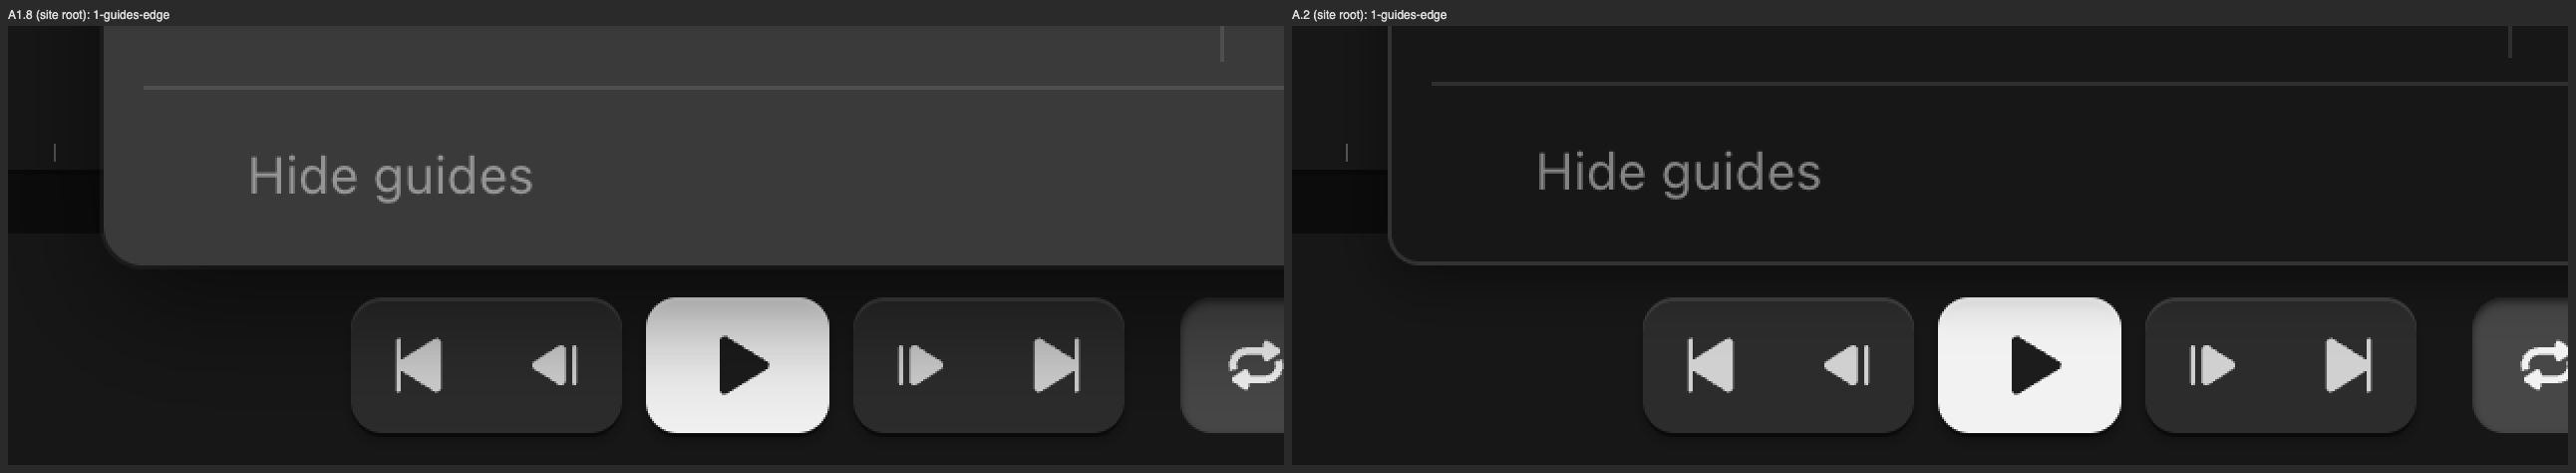 A1.8 (site root): 1-guides-edge
A.2 (site root): 1-guides-edge
Hide guides
Hide guides